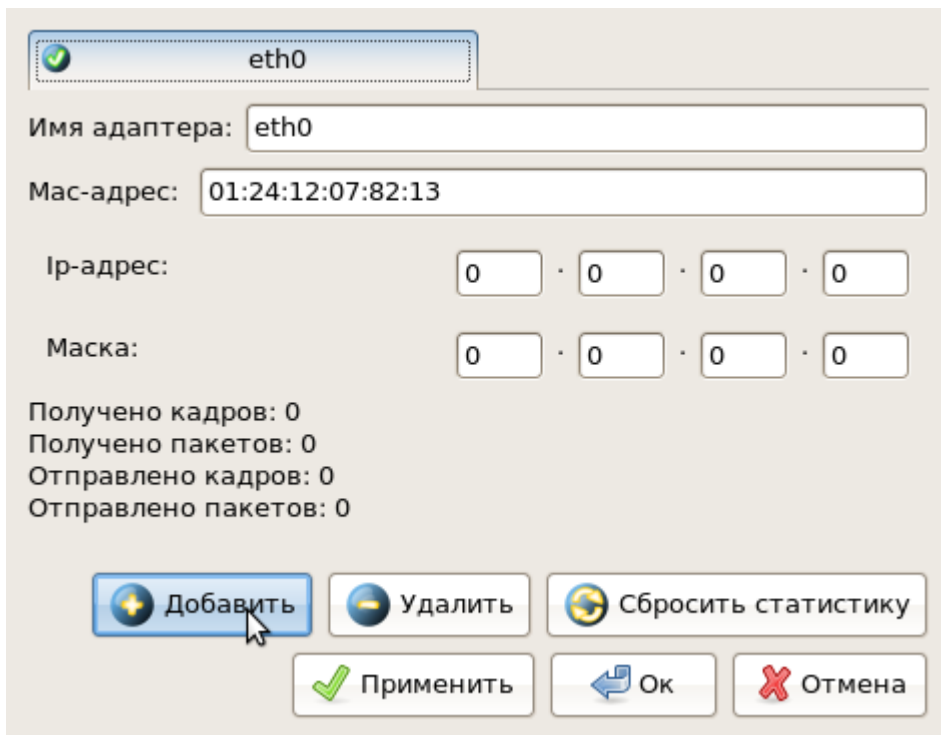 eth0
Имя адаптера: eth0
Mac-адрес: 01:24:12:07:82:13
Ip-адрес: 0 . 0 . 0 . 0
Маска: 0 . 0 . 0 . 0
Получено кадров: 0
Получено пакетов: 0
Отправлено кадров: 0
Отправлено пакетов: 0
Добавить Удалить Сбросить статистику
Применить Ок Отмена